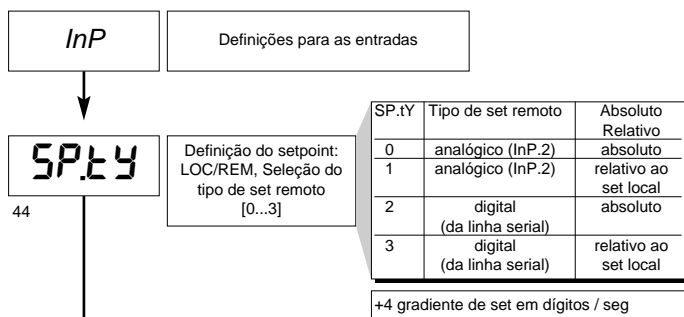 InP
Definições para as entradas
SP.tY
44
Definição do setpoint:
LOC/REM, Seleção do
tipo de set remoto
[0...3]
SP.tY Tipo de set remoto Absoluto
Relativo
0 analógico (InP.2) absoluto
1 analógico (InP.2) relativo ao
set local
2 digital absoluto
(da linha serial)
3 digital relativo ao
(da linha serial) set local
+4 gradiente de set em dígitos / seg